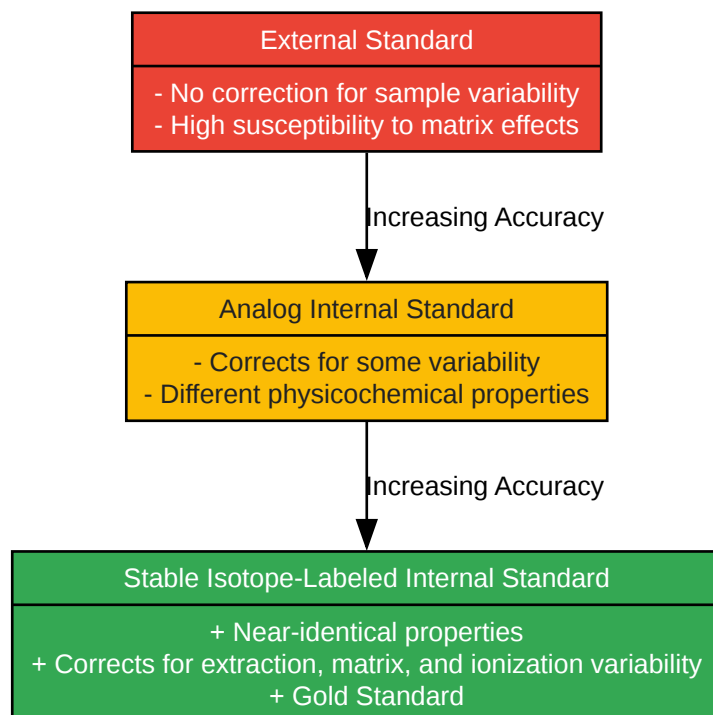 External Standard
- No correction for sample variability
- High susceptibility to matrix effects
Increasing Accuracy
Analog Internal Standard
- Corrects for some variability
- Different physicochemical properties
Increasing Accuracy
Stable Isotope-Labeled Internal Standard
+ Near-identical properties
+ Corrects for extraction, matrix, and ionization variability
+ Gold Standard